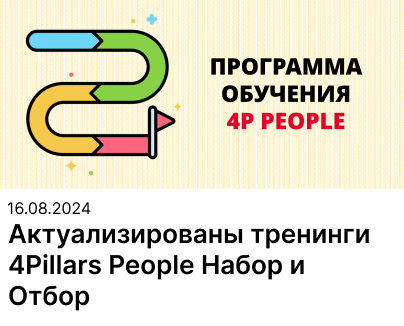 ПРОГРАММА
ОБУЧЕНИЯ
4P PEOPLE
16.08.2024
Актуализированы тренинги
4Pillars People Набор и
Отбор